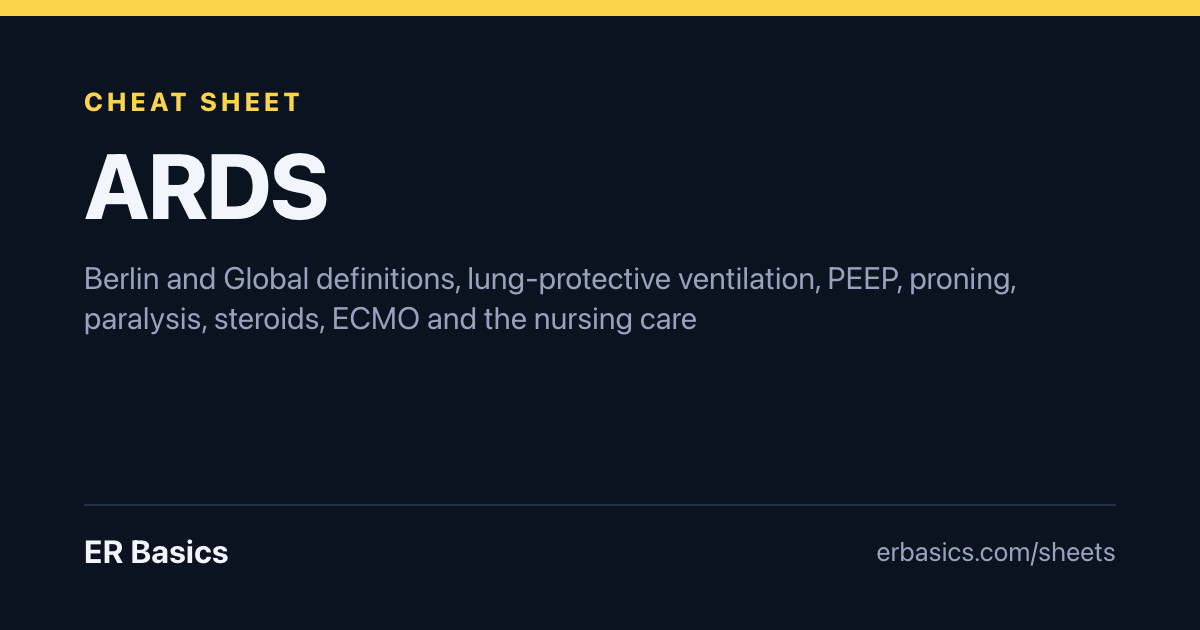 CHEAT SHEET
ARDS
Berlin and Global definitions, lung-protective ventilation, PEEP, proning,
paralysis, steroids, ECMO and the nursing care
ER Basics
erbasics.com/sheets